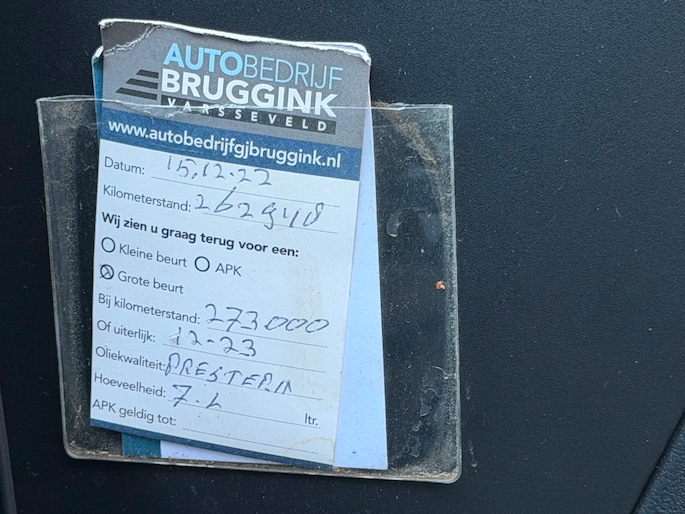 AUTOBEDRIJF
BRUGGINK
VARSSEVELD
www.autobedrijfgjbruggink.nl
Datum: 15.12.22
Kilometerstand: 262948
Wij zien u graag terug voor een:
Kleine beurt APK
Grote beurt
Bij kilometerstand: 273000
Of uiterlijk: 12-23
Oliekwaliteit:
Hoeveelheid: 7.L ltr.
APK geldig tot: